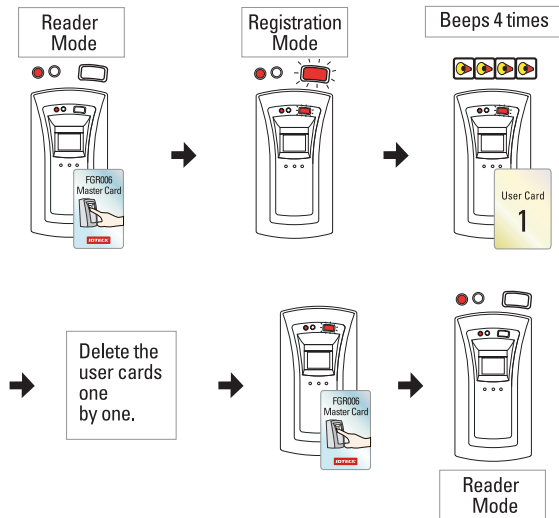 Reader
Mode
Registration
Mode
Beeps 4 times
FGR006
Master Card
IDTECK
User Card
1
Delete the
user cards
one
by one.
FGR006
Master Card
IDTECK
Reader
Mode